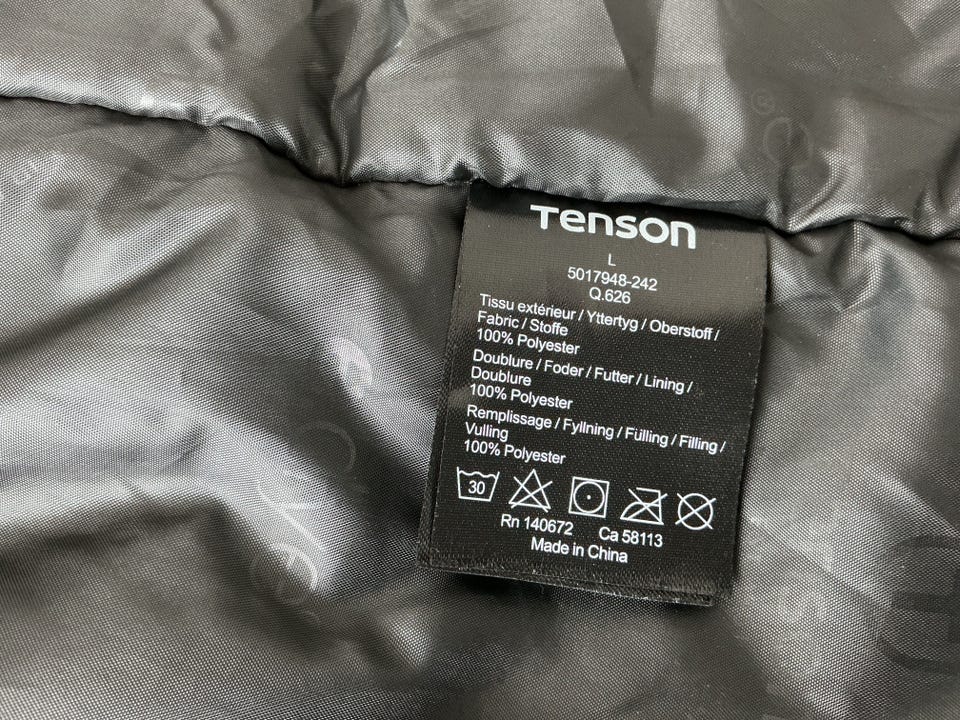 Tenson
L
5017948-242
Q.626
Tissu extérieur / Yttertyg / Oberstoff /
Fabric / Stoffe
100% Polyester
Doublure / Foder / Futter / Lining /
Doublure
100% Polyester
Remplissage / Fyllning / Fülling / Filling /
Vulling
100% Polyester
30
Rn 140672 Ca 58113
Made in China